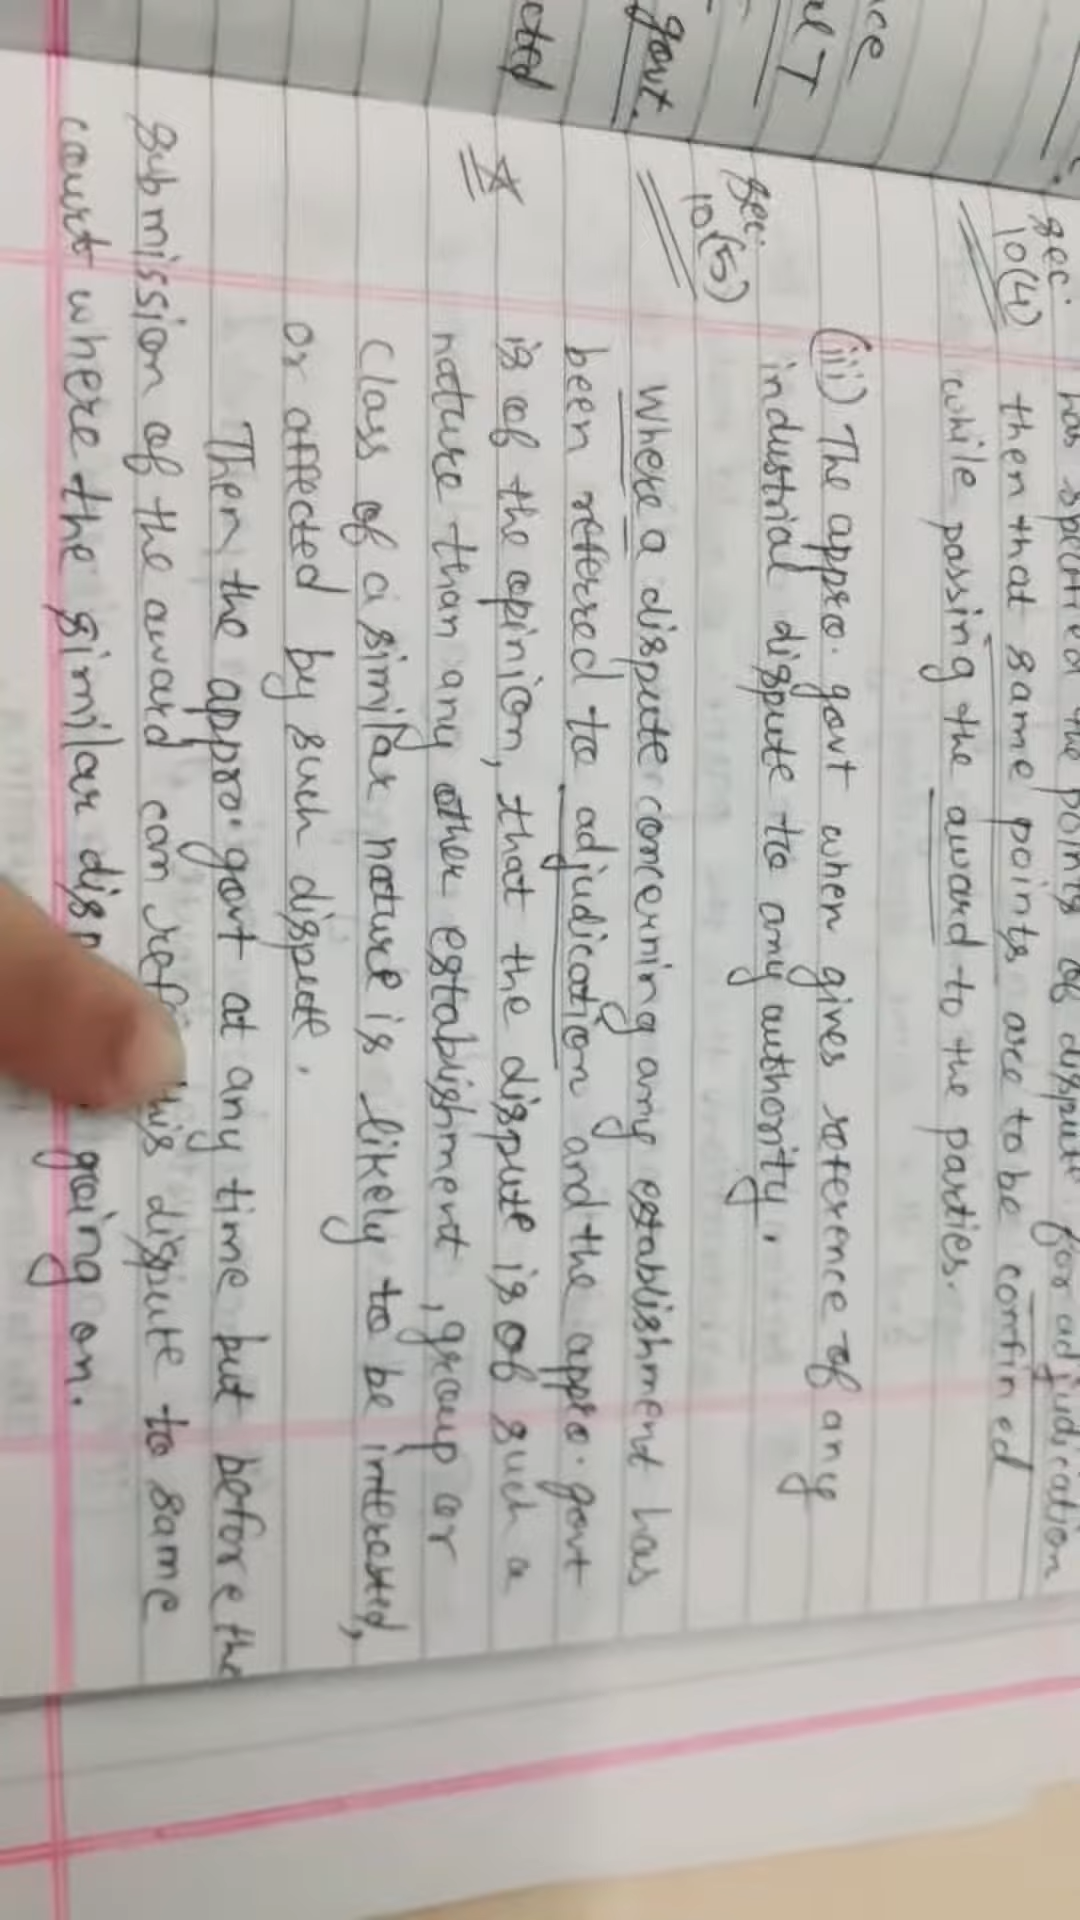 ce
al T
govt.
cted
has specified the points of dispute for adjudication
Sec. 10(4) then that same points are to be confined
while passing the award to the parties.
(iii) The appro. govt when gives reference of any
Sec. industrial dispute to any authority.
10(5)
Where a dispute concerning any establishment has
been referred to adjudication and the appro. govt
is of the opinion, that the dispute is of such a
nature than any other establishment, group or
class of a similar nature is likely to be interested,
or affected by such dispute.
Then, the appro. govt at any time but before the
submission of the award can this dispute to same
court where the similar going on.